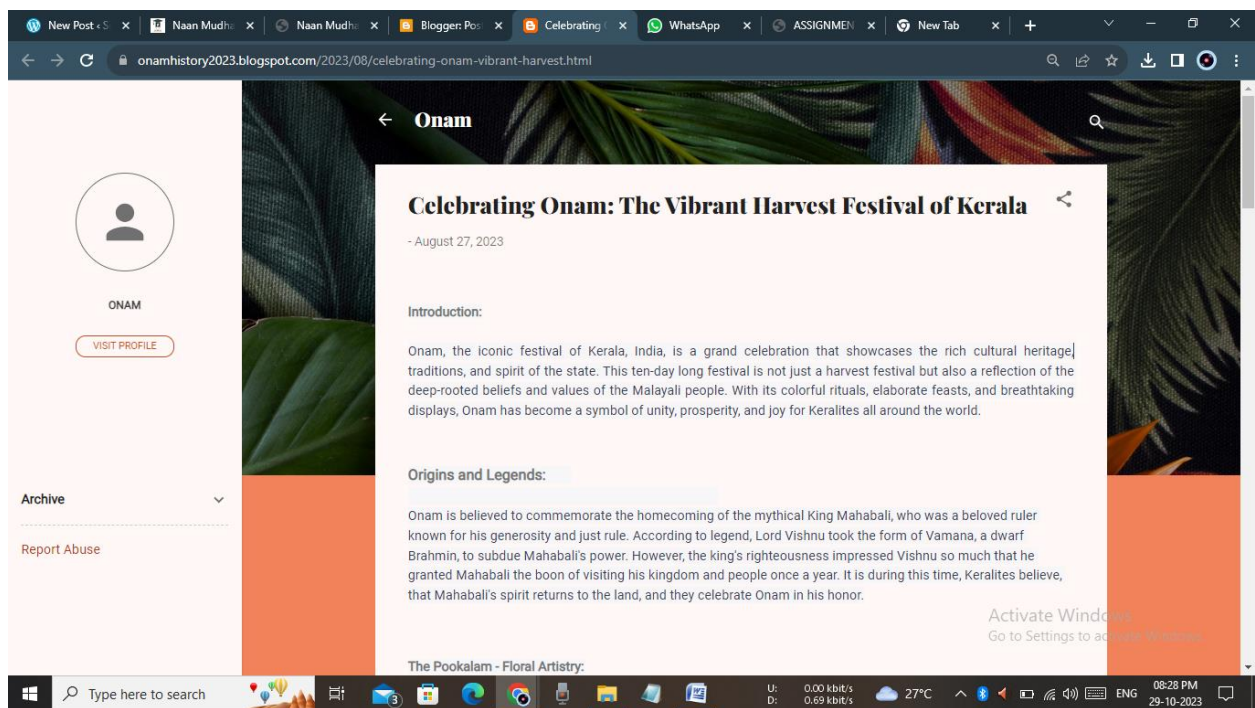 New Post ‹ S
Naan Mudha
Naan Mudha
Blogger: Pos
Celebrating
WhatsApp
ASSIGNMEN
New Tab
onamhistory2023.blogspot.com/2023/08/celebrating-onam-vibrant-harvest.html
Onam
Celebrating Onam: The Vibrant Harvest Festival of Kerala
- August 27, 2023
ONAM
VISIT PROFILE
Introduction:
Onam, the iconic festival of Kerala, India, is a grand celebration that showcases the rich cultural heritage,
traditions, and spirit of the state. This ten-day long festival is not just a harvest festival but also a reflection of the
deep-rooted beliefs and values of the Malayali people. With its colorful rituals, elaborate feasts, and breathtaking
displays, Onam has become a symbol of unity, prosperity, and joy for Keralites all around the world.
Origins and Legends:
Archive
Report Abuse
Onam is believed to commemorate the homecoming of the mythical King Mahabali, who was a beloved ruler
known for his generosity and just rule. According to legend, Lord Vishnu took the form of Vamana, a dwarf
Brahmin, to subdue Mahabali's power. However, the king's righteousness impressed Vishnu so much that he
granted Mahabali the boon of visiting his kingdom and people once a year. It is during this time, Keralites believe,
that Mahabali's spirit returns to the land, and they celebrate Onam in his honor.
Activate Windows
Go to Settings to activate Windows.
The Pookalam - Floral Artistry:
Type here to search
3
U: 0.00 kbit/s
D: 0.69 kbit/s
27°C
ENG
08:28 PM
29-10-2023